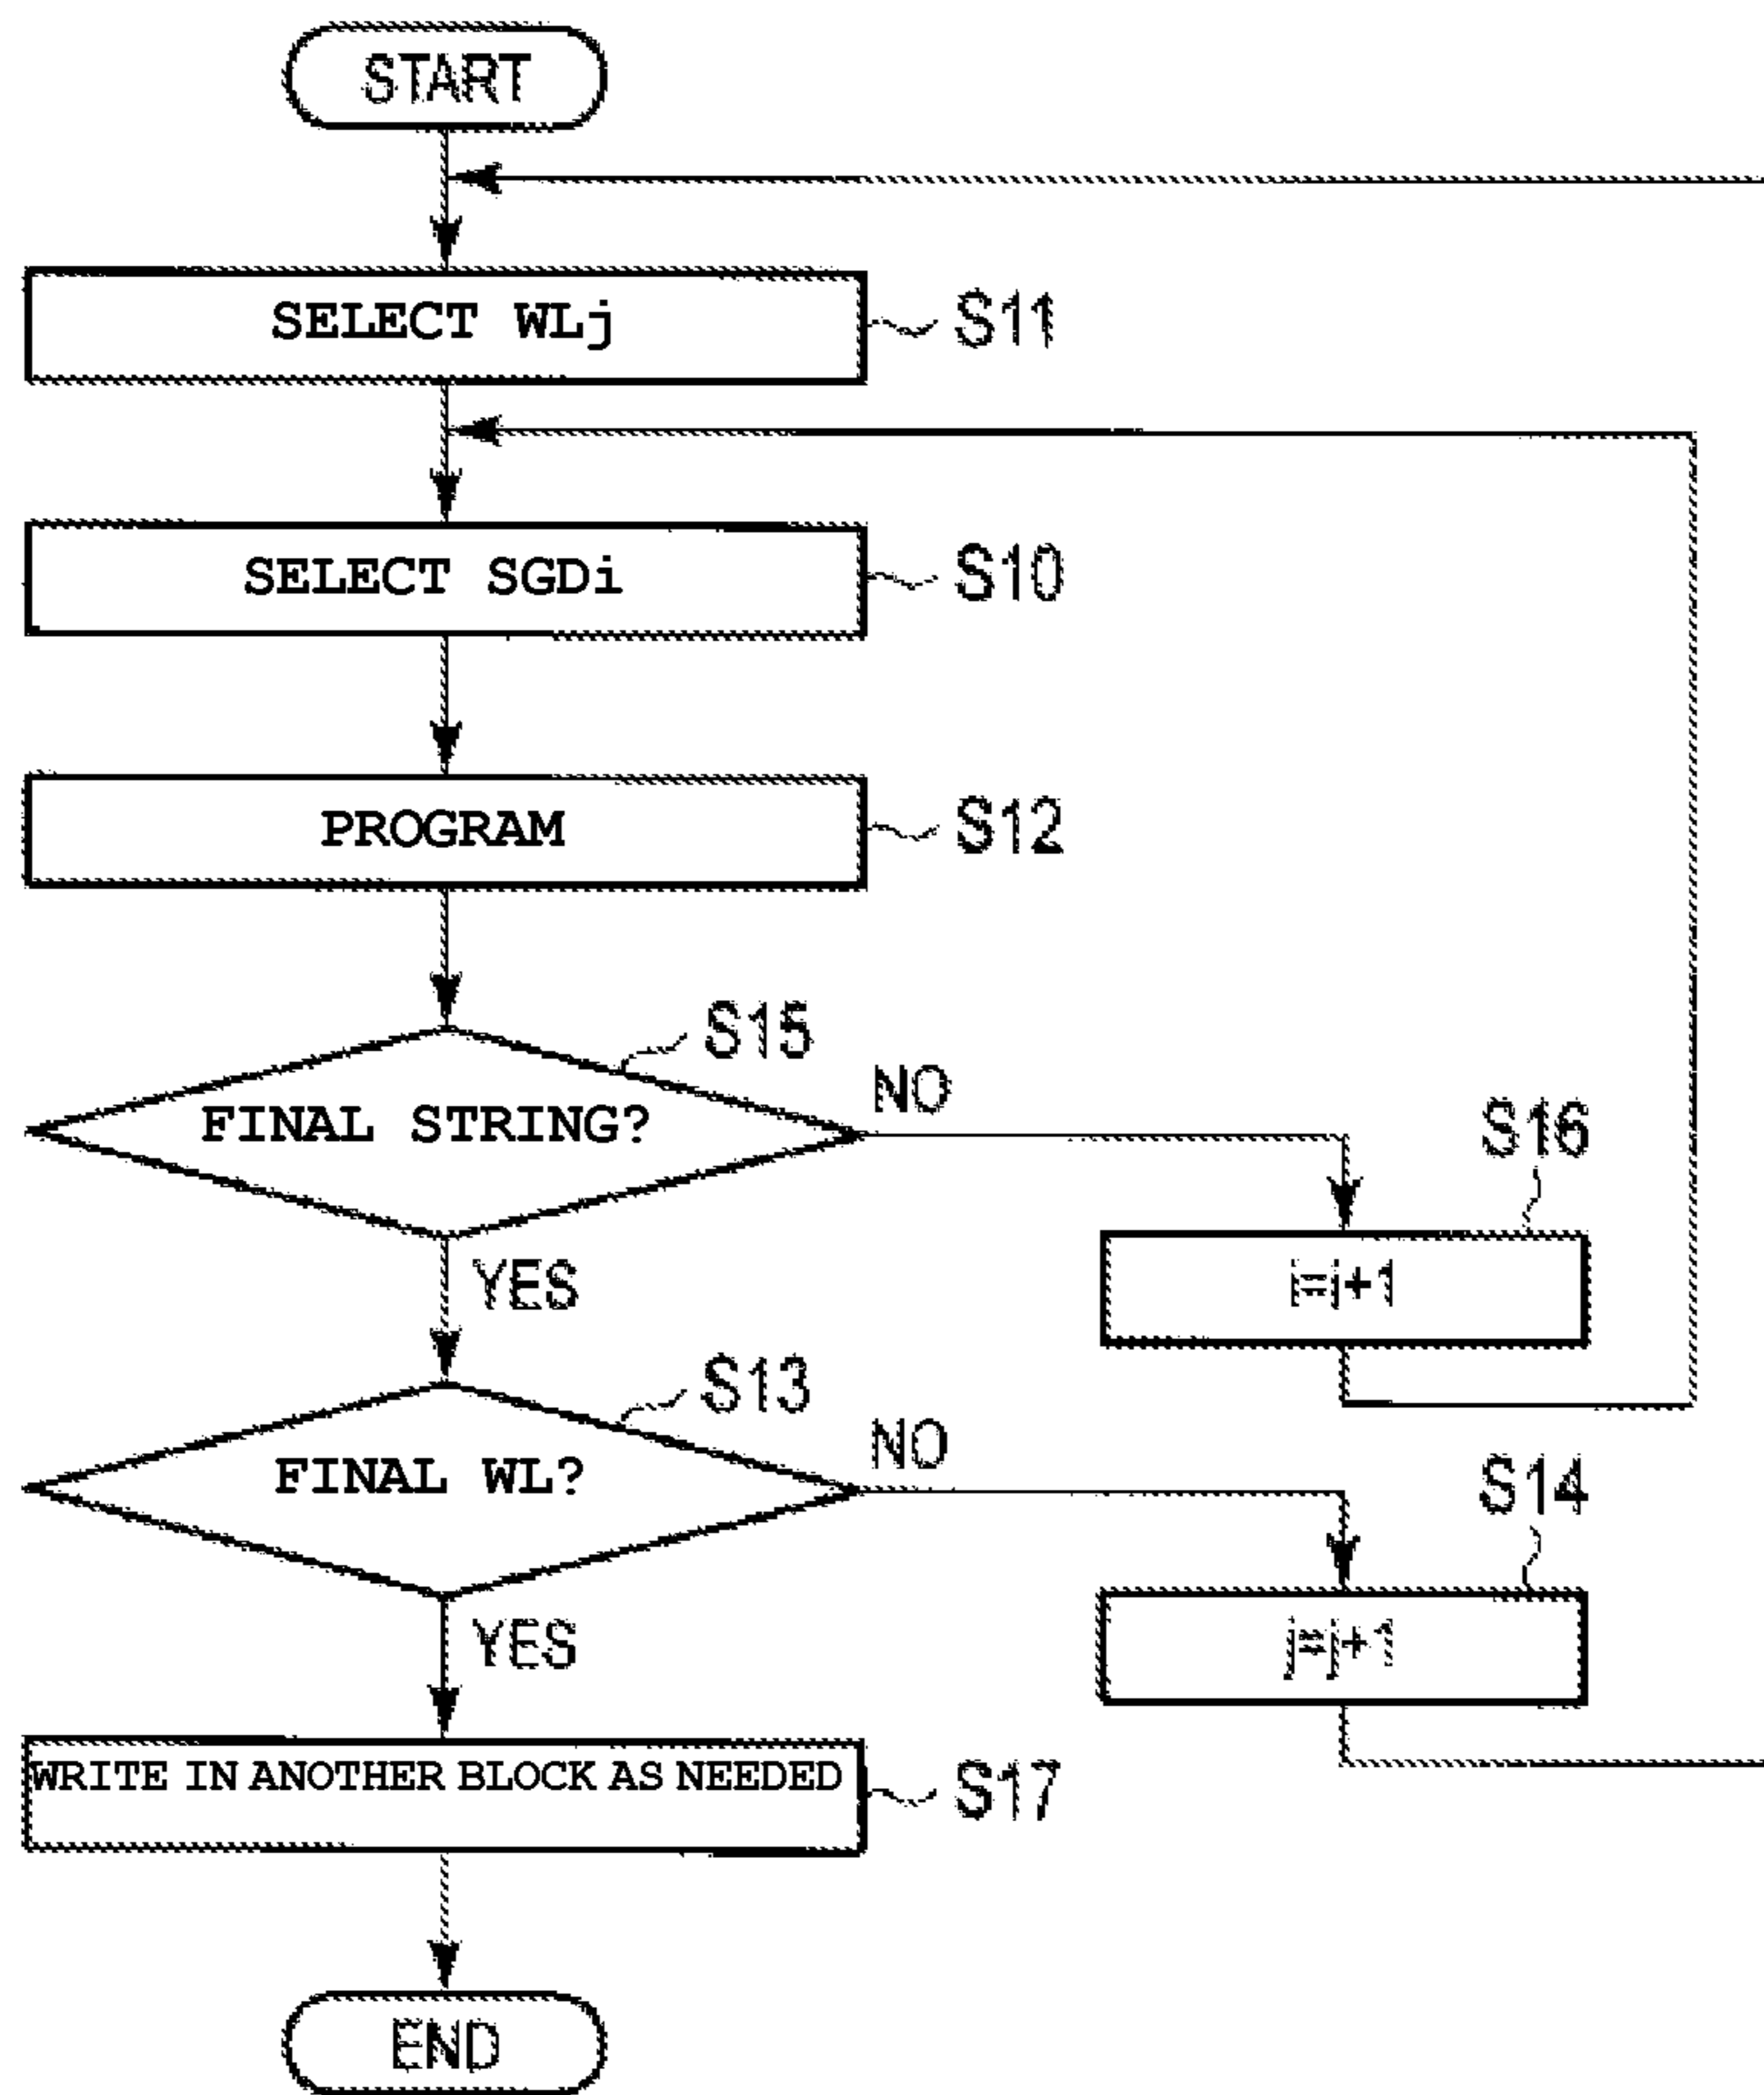 START
SELECT WLj
S11
SELECT SGDi
S10
PROGRAM
S12
S15
FINAL STRING?
NO
S16
i=i+1
YES
S13
FINAL WL?
NO
S14
j=j+1
YES
WRITE IN ANOTHER BLOCK AS NEEDED
S17
END